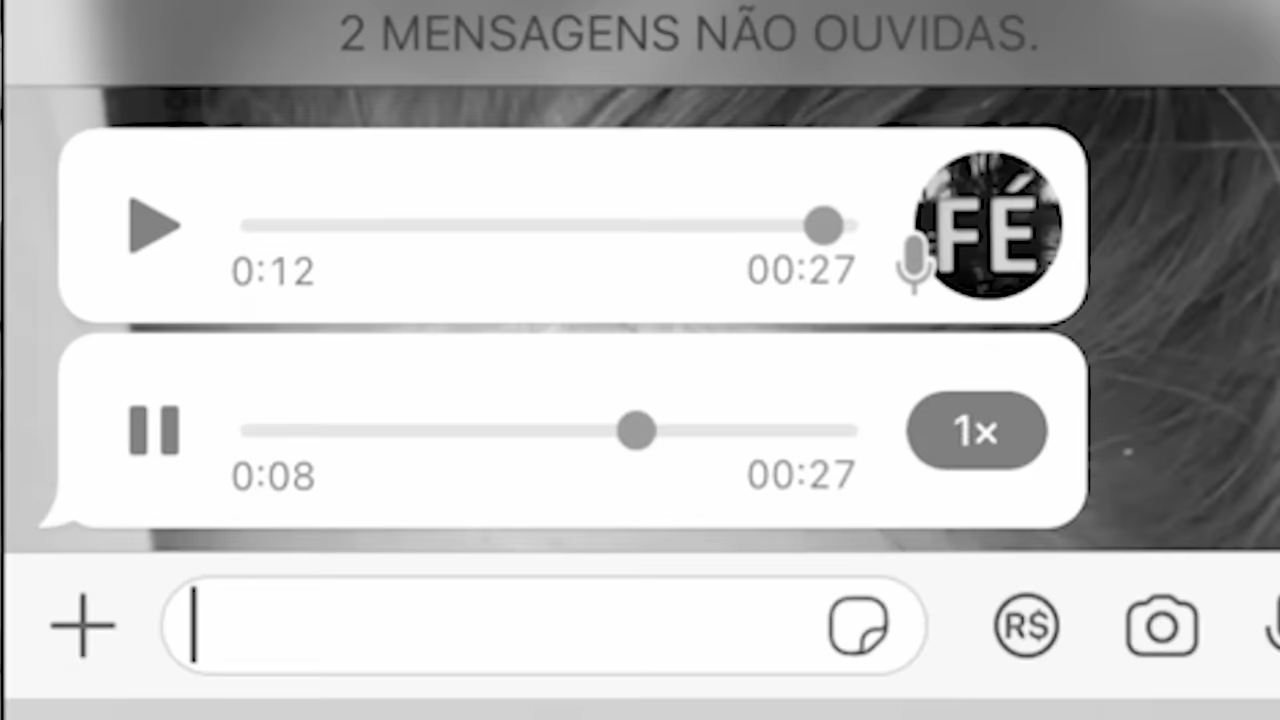 2 MENSAGENS NÃO OUVIDAS.
FÉ
0:12 00:27
1×
0:08 00:27
R$